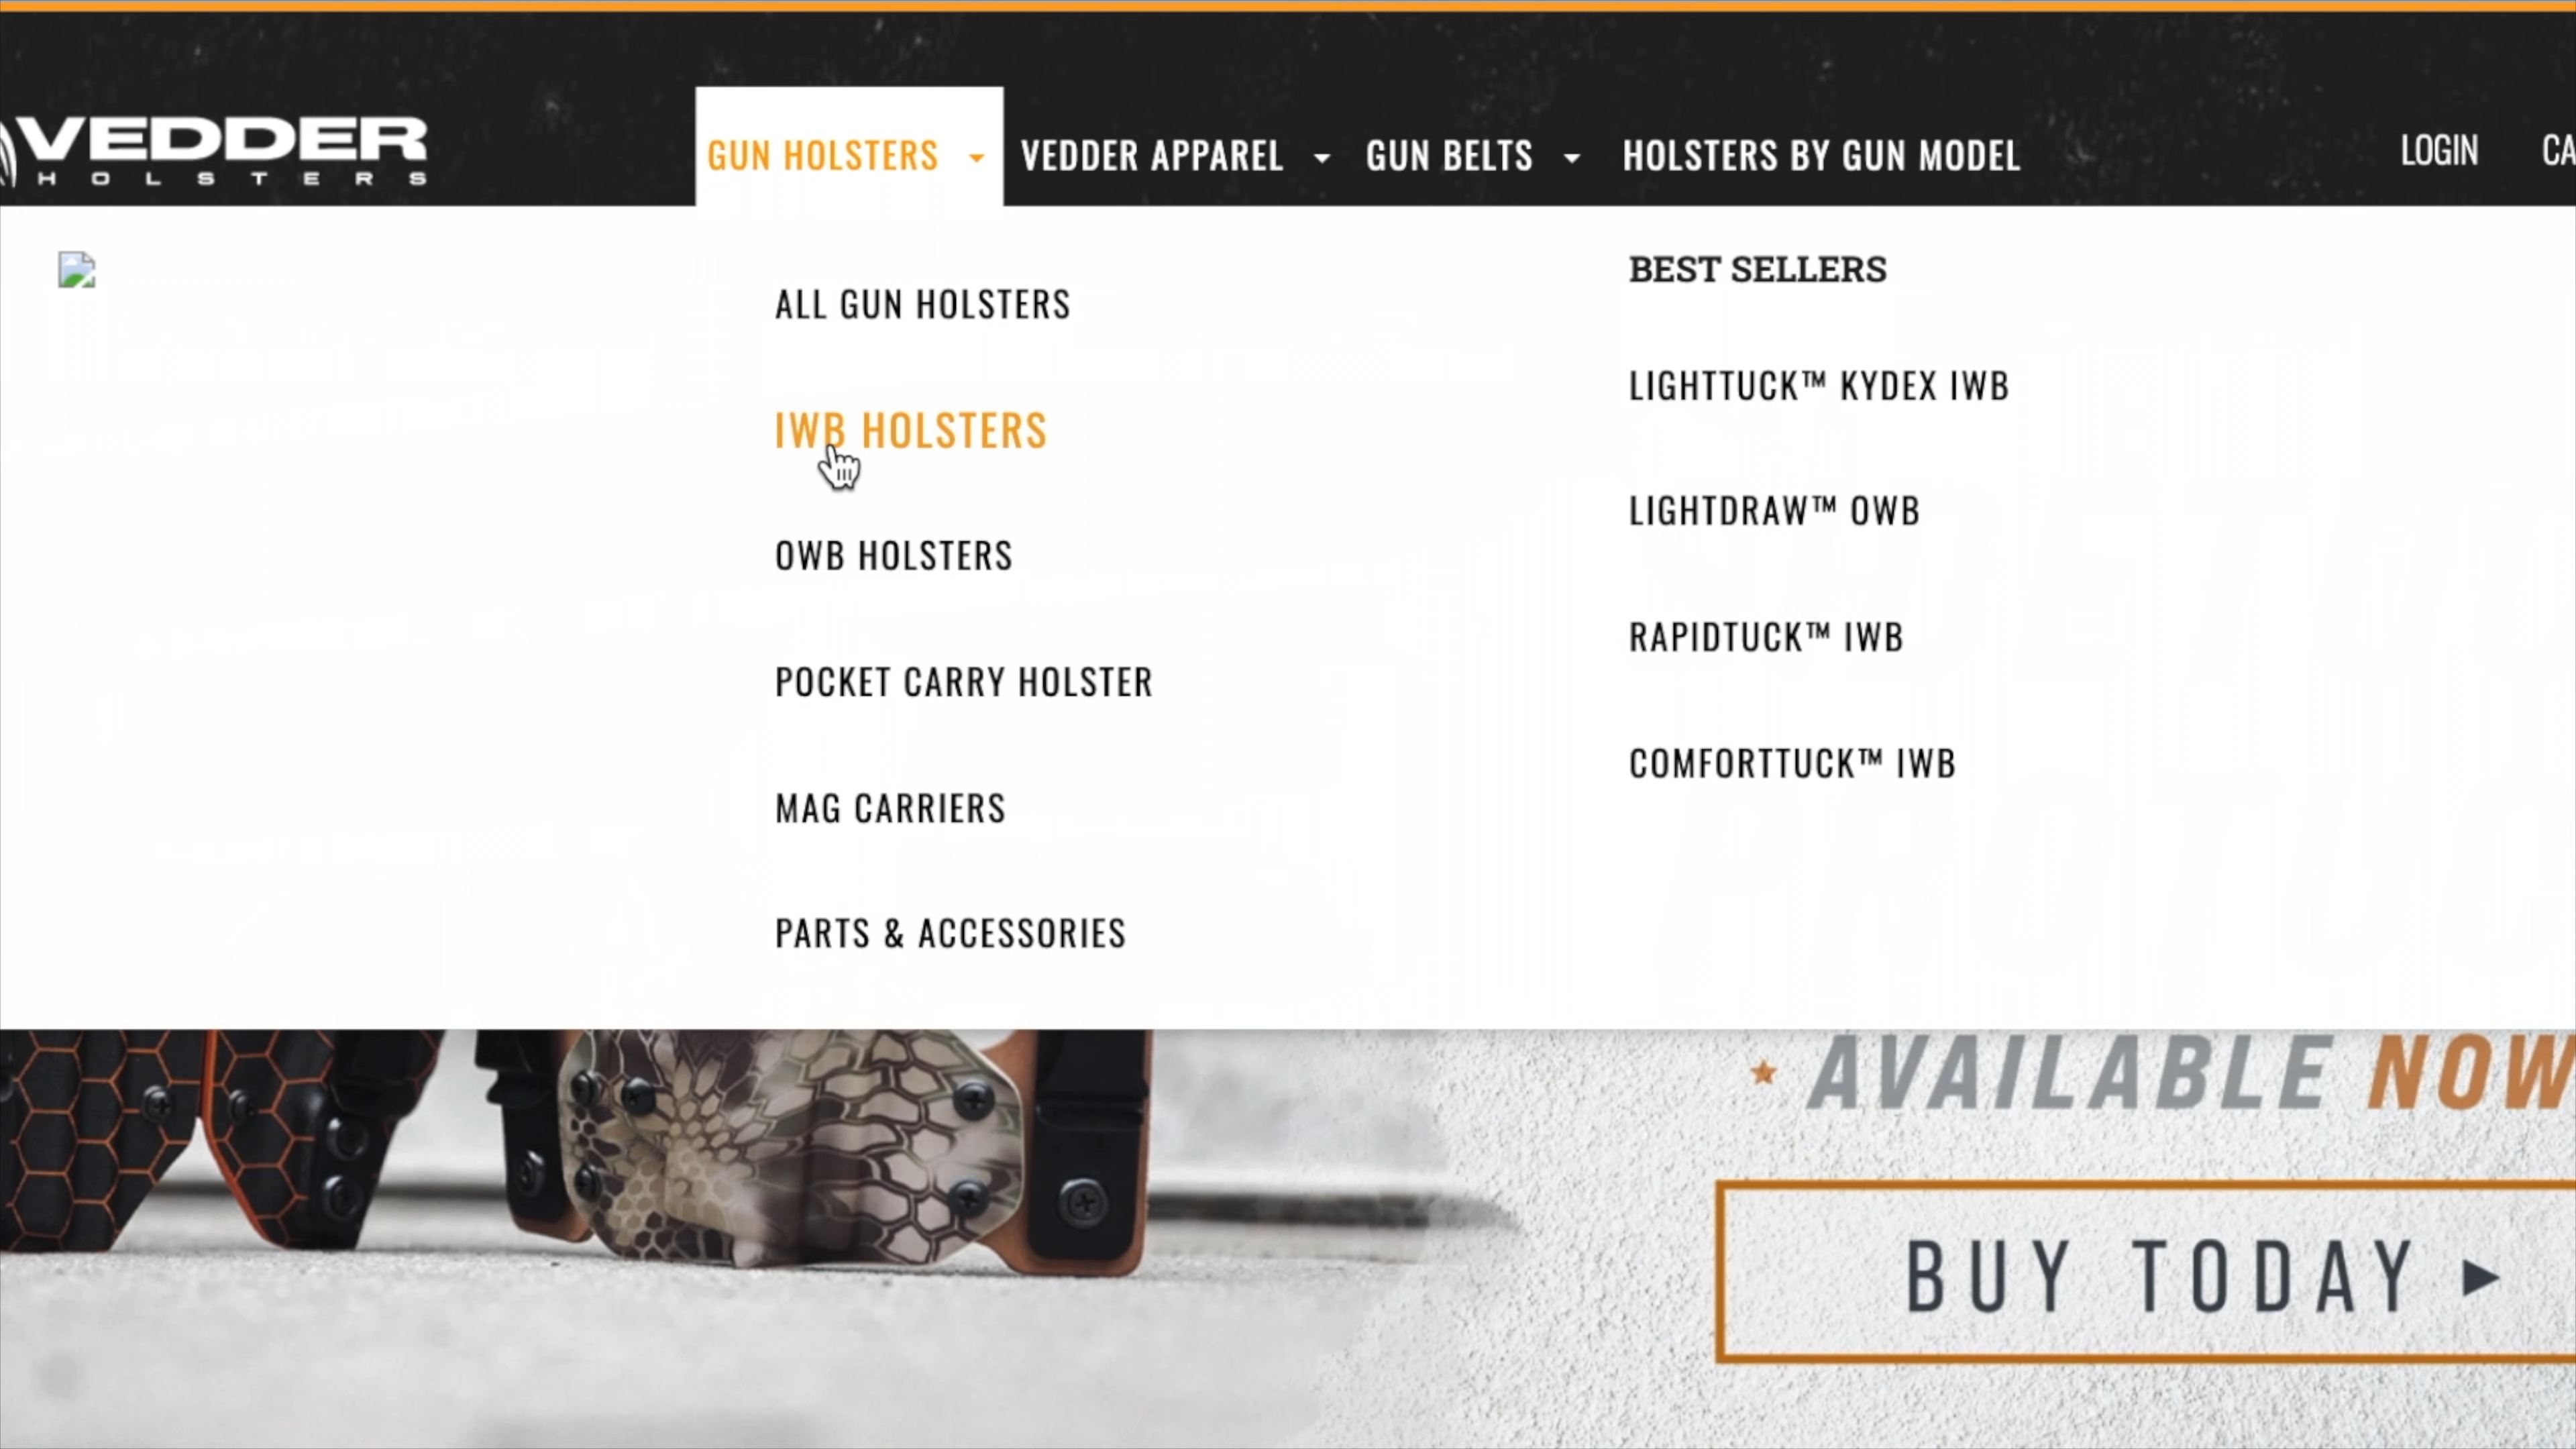 VEDDER
HOLSTERS
GUN HOLSTERS
VEDDER APPAREL
GUN BELTS
HOLSTERS BY GUN MODEL
LOGIN
CA
ALL GUN HOLSTERS
IWB HOLSTERS
OWB HOLSTERS
POCKET CARRY HOLSTER
MAG CARRIERS
PARTS & ACCESSORIES
BEST SELLERS
LIGHTTUCK™ KYDEX IWB
LIGHTDRAW™ OWB
RAPIDTUCK™ IWB
COMFORTTUCK™ IWB
AVAILABLE NOW
BUY TODAY